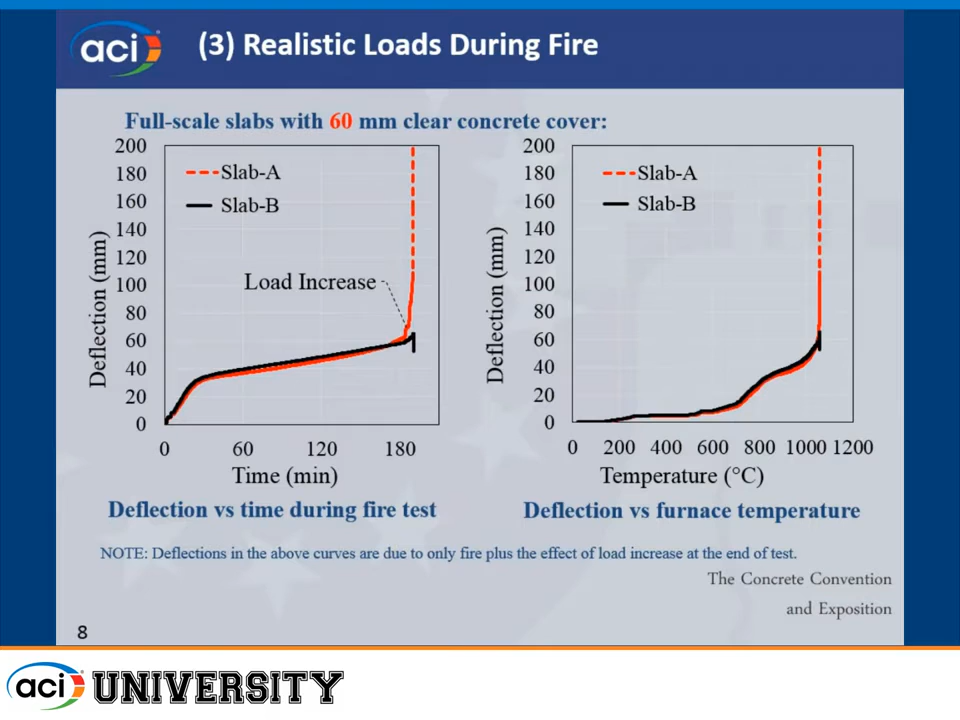 aci
(3) Realistic Loads During Fire
Full-scale slabs with 60 mm clear concrete cover:
200
180
160
140
120
100
80
60
40
20
0
Deflection (mm)
Slab-A
Slab-B
Load Increase
0 60 120 180
Time (min)
Deflection vs time during fire test
200
180
160
140
120
100
80
60
40
20
0
Deflection (mm)
Slab-A
Slab-B
0 200 400 600 800 1000 1200
Temperature (°C)
Deflection vs furnace temperature
NOTE: Deflections in the above curves are due to only fire plus the effect of load increase at the end of test.
The Concrete Convention
and Exposition
8
aci UNIVERSITY